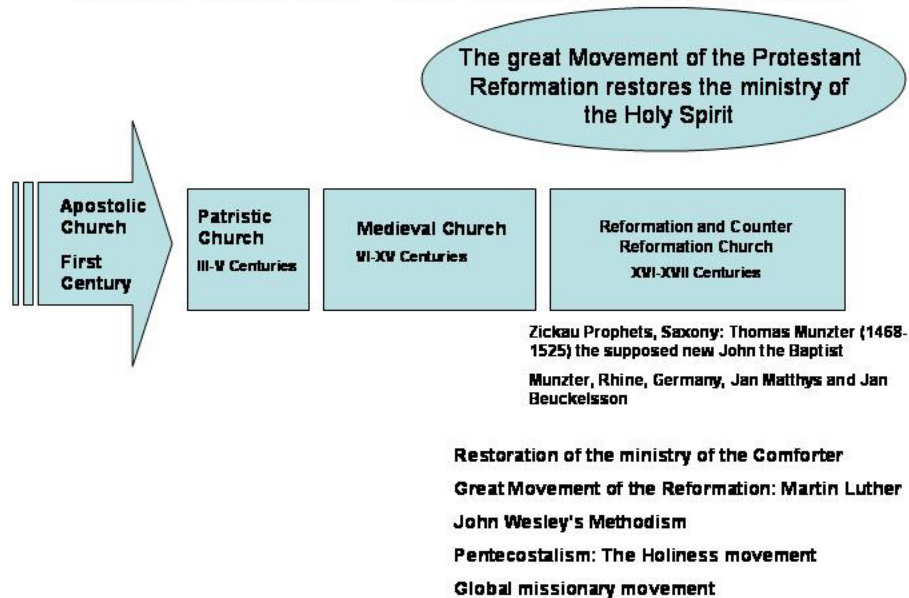 The great Movement of the Protestant
Reformation restores the ministry of
the Holy Spirit
Apostolic
Church
First
Century
Patristic
Church
III-V Centuries
Medieval Church
VI-XV Centuries
Reformation and Counter
Reformation Church
XVI-XVII Centuries
Zickau Prophets, Saxony: Thomas Munzter (1468-
1525) the supposed new John the Baptist
Munzter, Rhine, Germany, Jan Matthys and Jan
Beuckelsson
Restoration of the ministry of the Comforter
Great Movement of the Reformation: Martin Luther
John Wesley's Methodism
Pentecostalism: The Holiness movement
Global missionary movement